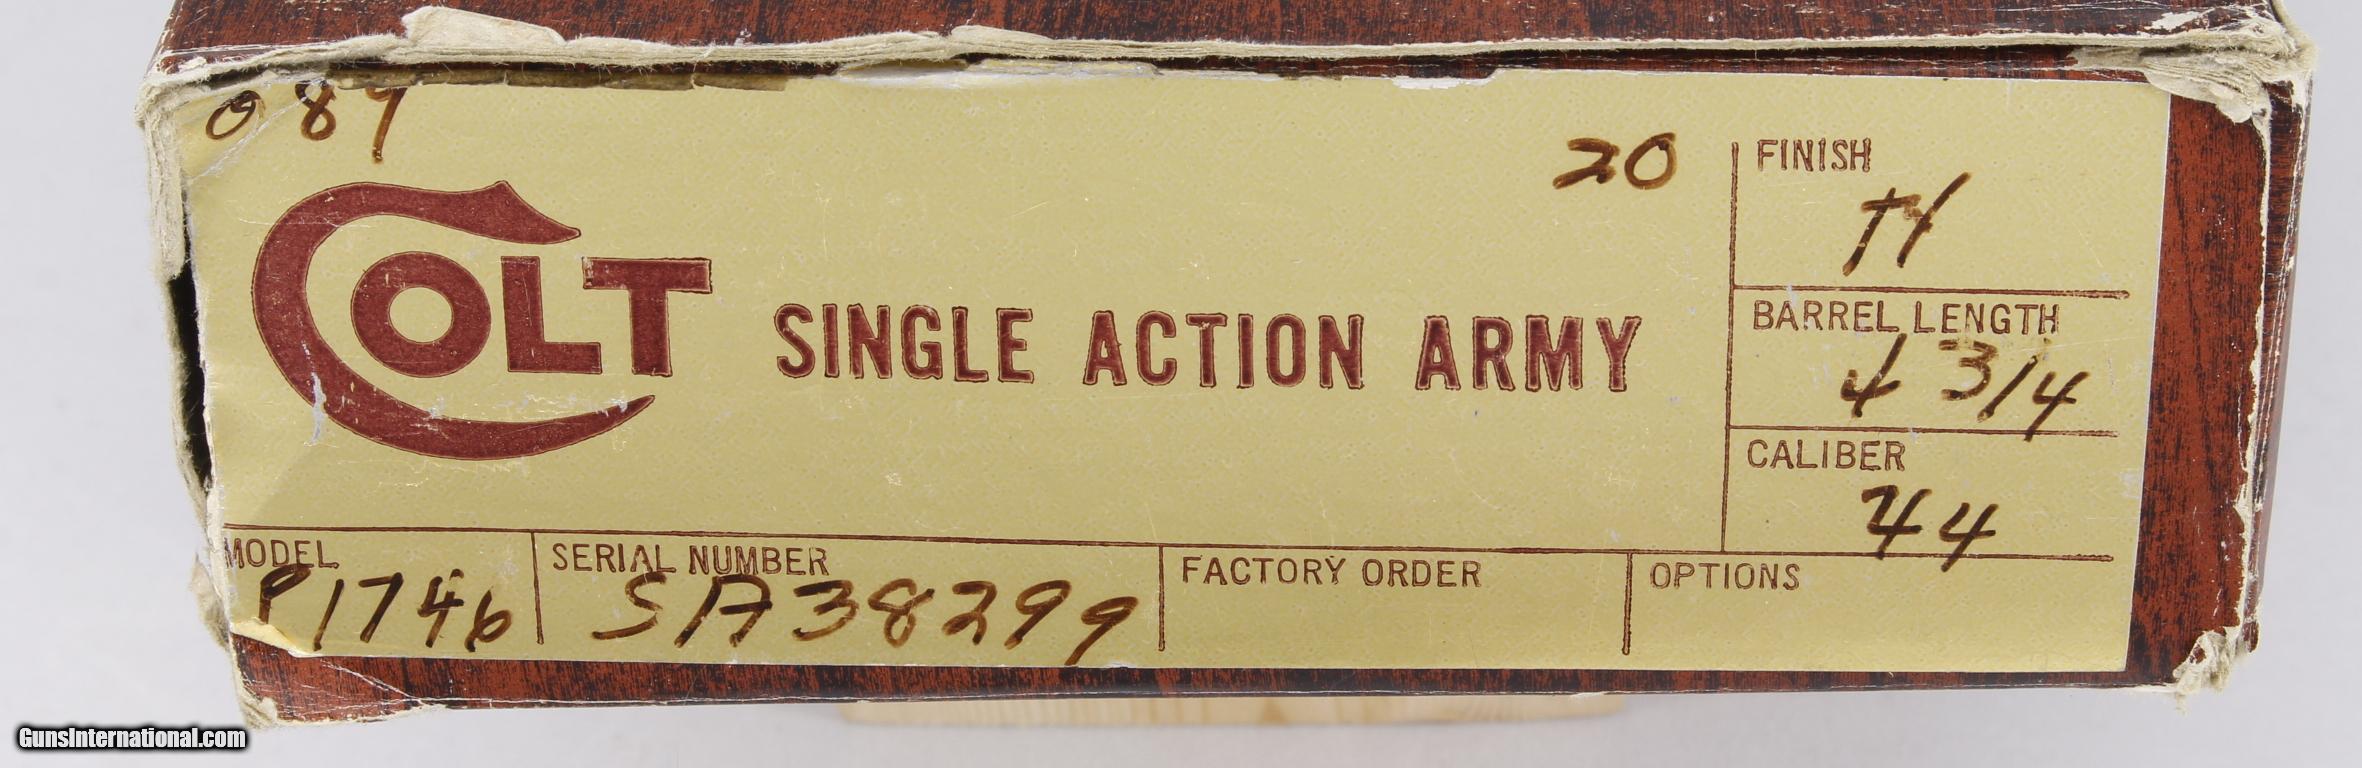 089
20
COLT
SINGLE ACTION ARMY
FINISH
BARREL LENGTH
4 3/4
CALIBER
44
MODEL
P1746
SERIAL NUMBER
SA38299
FACTORY ORDER
OPTIONS
GunsInternational.com